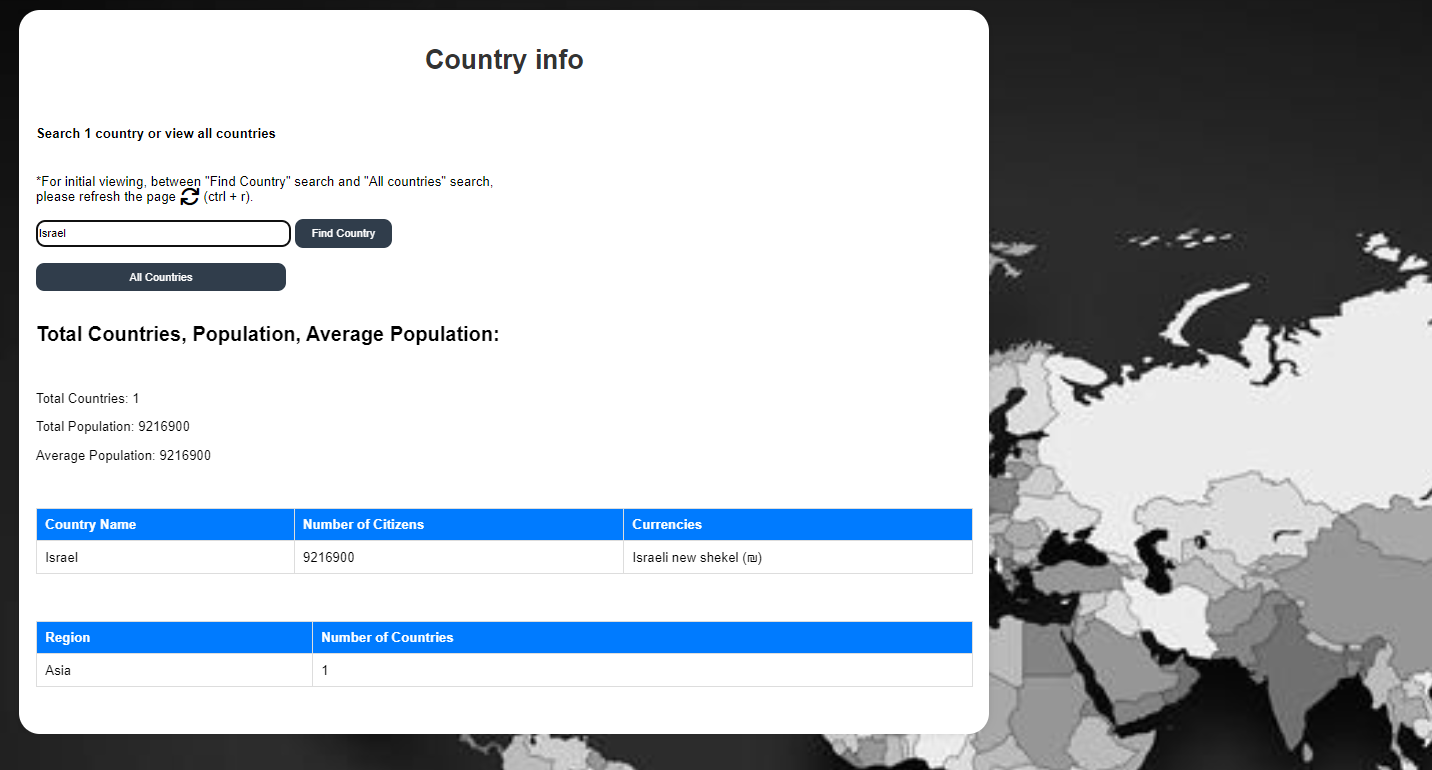 Country info
Search 1 country or view all countries
*For initial viewing, between "Find Country" search and "All countries" search,
please refresh the page (ctrl + r).
Israel Find Country
All Countries
Total Countries, Population, Average Population:
Total Countries: 1
Total Population: 9216900
Average Population: 9216900
Country Name Number of Citizens Currencies
Israel 9216900 Israeli new shekel (₪)
Region Number of Countries
Asia 1